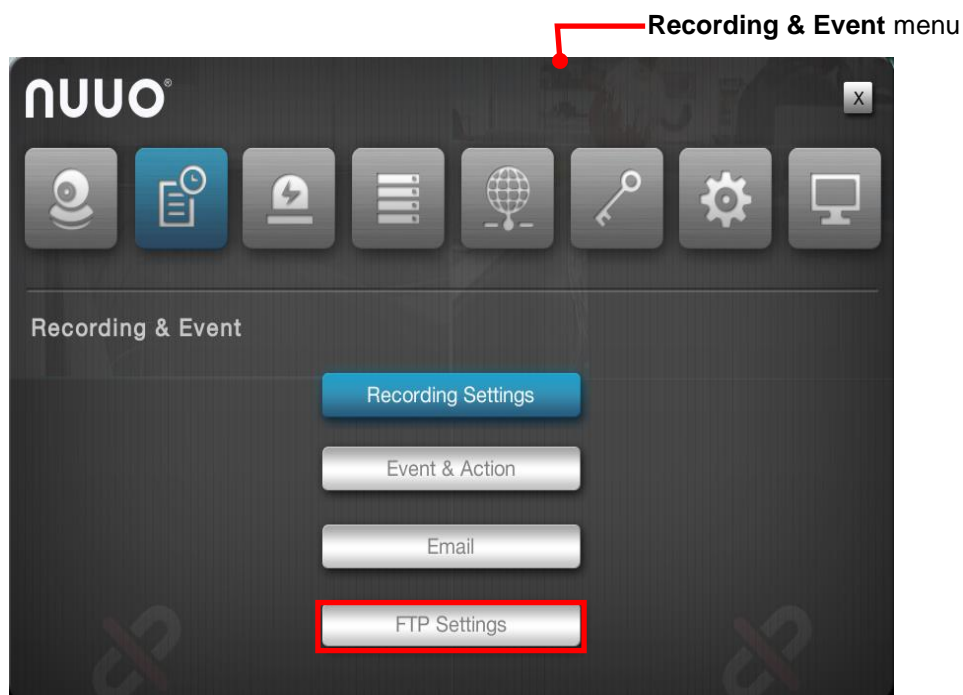 Recording & Event menu
nuuo®
X
Recording & Event
Recording Settings
Event & Action
Email
FTP Settings